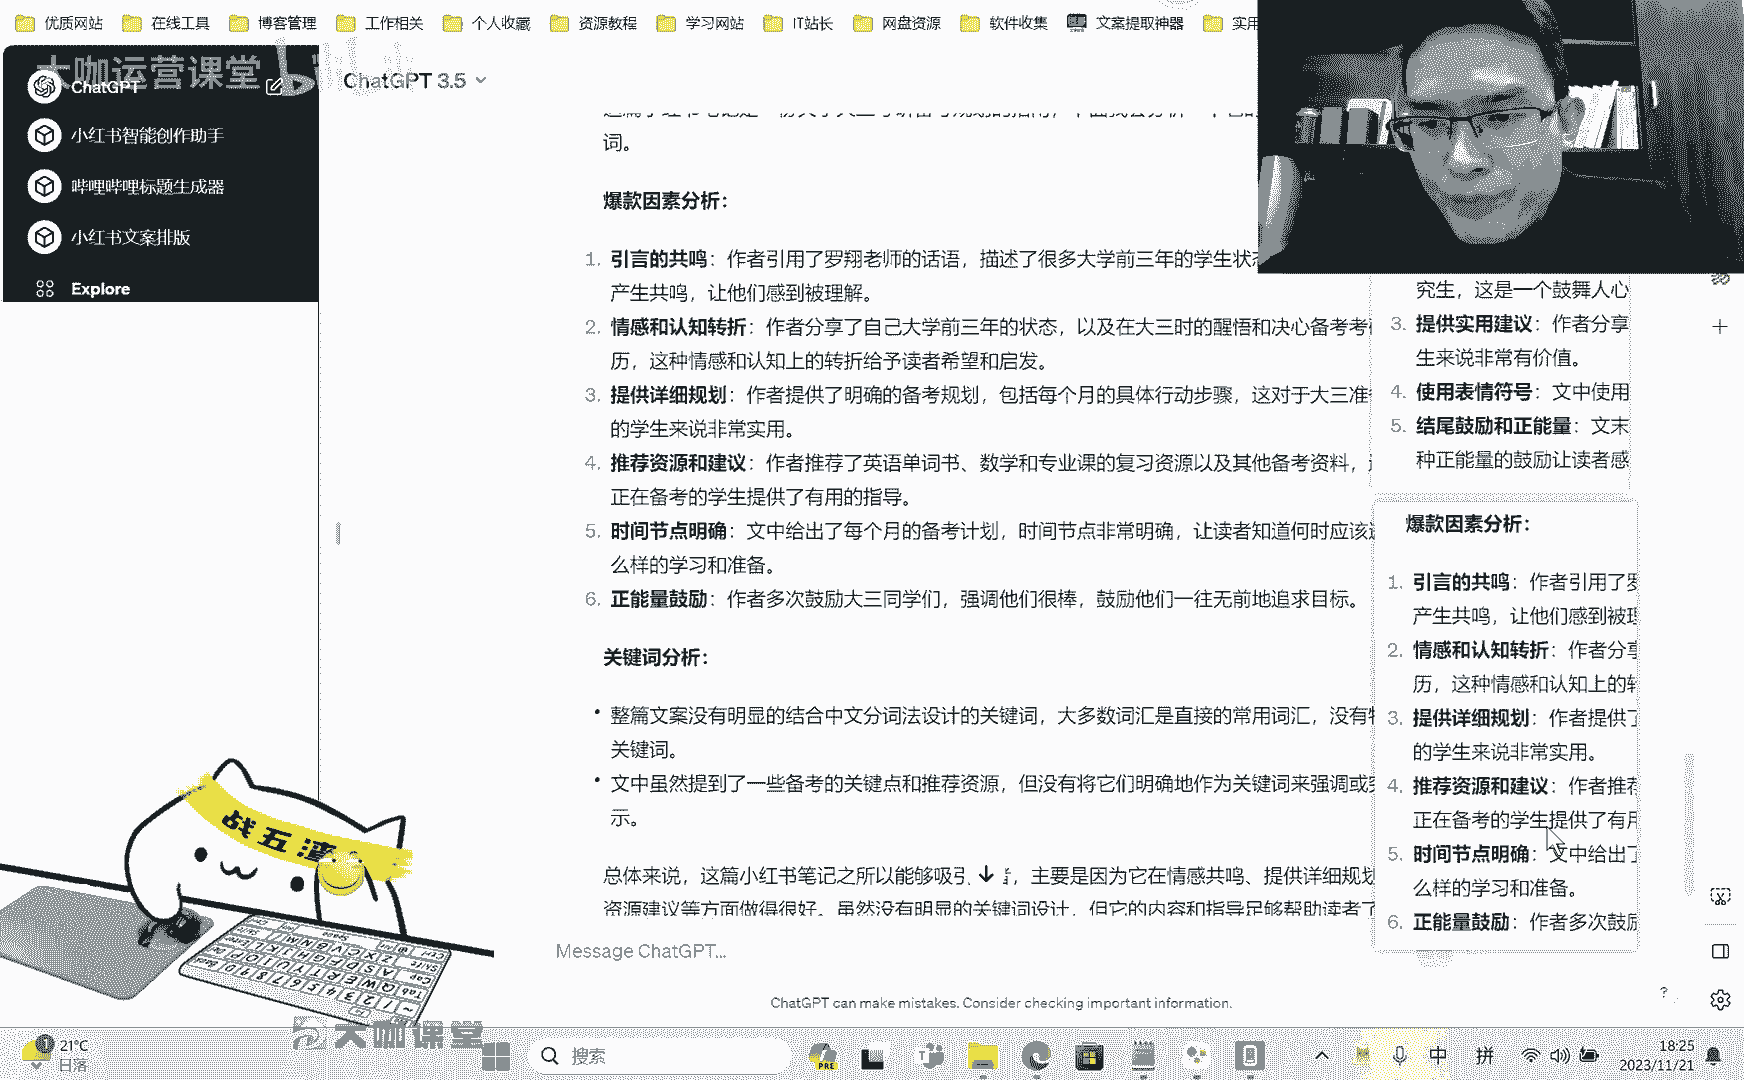 优质网站 在线工具 博客管理 工作相关 个人收藏 资源教程 学习网站 IT站长 网盘资源 软件收集 文案提取神器 实用
大咖运营课堂
ChatGPT
小红书智能创作助手
哔哩哔哩标题生成器
小红书文案排版
Explore
ChatGPT 3.5
词。
爆款因素分析：
1. 引言的共鸣：作者引用了罗翔老师的话语，描述了很多大学前三年的学生状态
产生共鸣，让他们感到被理解。
2. 情感和认知转折：作者分享了自己大学前三年的状态，以及在大三时的醒悟和决心备考考
历，这种情感和认知上的转折给予读者希望和启发。
3. 提供详细规划：作者提供了明确的备考规划，包括每个月的具体行动步骤，这对于大三准
的学生来说非常实用。
4. 推荐资源和建议：作者推荐了英语单词书、数学和专业课的复习资源以及其他备考资料，
正在备考的学生提供了有用的指导。
5. 时间节点明确：文中给出了每个月的备考计划，时间节点非常明确，让读者知道何时应该
么样的学习和准备。
6. 正能量鼓励：作者多次鼓励大三同学们，强调他们很棒，鼓励他们一往无前地追求目标。
关键词分析：
• 整篇文案没有明显的结合中文分词法设计的关键词，大多数词汇是直接的常用词汇，没有
关键词。
• 文中虽然提到了一些备考的关键点和推荐资源，但没有将它们明确地作为关键词来强调或
示。
总体来说，这篇小红书笔记之所以能够吸引 ，主要是因为它在情感共鸣、提供详细规划
资源建议等方面做得很好。虽然没有明显的关键词设计，但它的内容和指导足够帮助读者
Message ChatGPT...
ChatGPT can make mistakes. Consider checking important information.
究生，这是一个鼓舞人心
3. 提供实用建议：作者分享
生来说非常有价值。
4. 使用表情符号：文中使用
5. 结尾鼓励和正能量：文末
种正能量的鼓励让读者感
爆款因素分析：
1. 引言的共鸣：作者引用了
产生共鸣，让他们感到被理
2. 情感和认知转折：作者分享
历，这种情感和认知上的转
3. 提供详细规划：作者提供了
的学生来说非常实用。
4. 推荐资源和建议：作者推荐
正在备考的学生提供了有用
5. 时间节点明确：文中给出了
么样的学习和准备。
6. 正能量鼓励：作者多次鼓励
?
战五渣
大咖课堂
21°C
日落
搜索
PRE
中
拼
18:25
2023/11/21